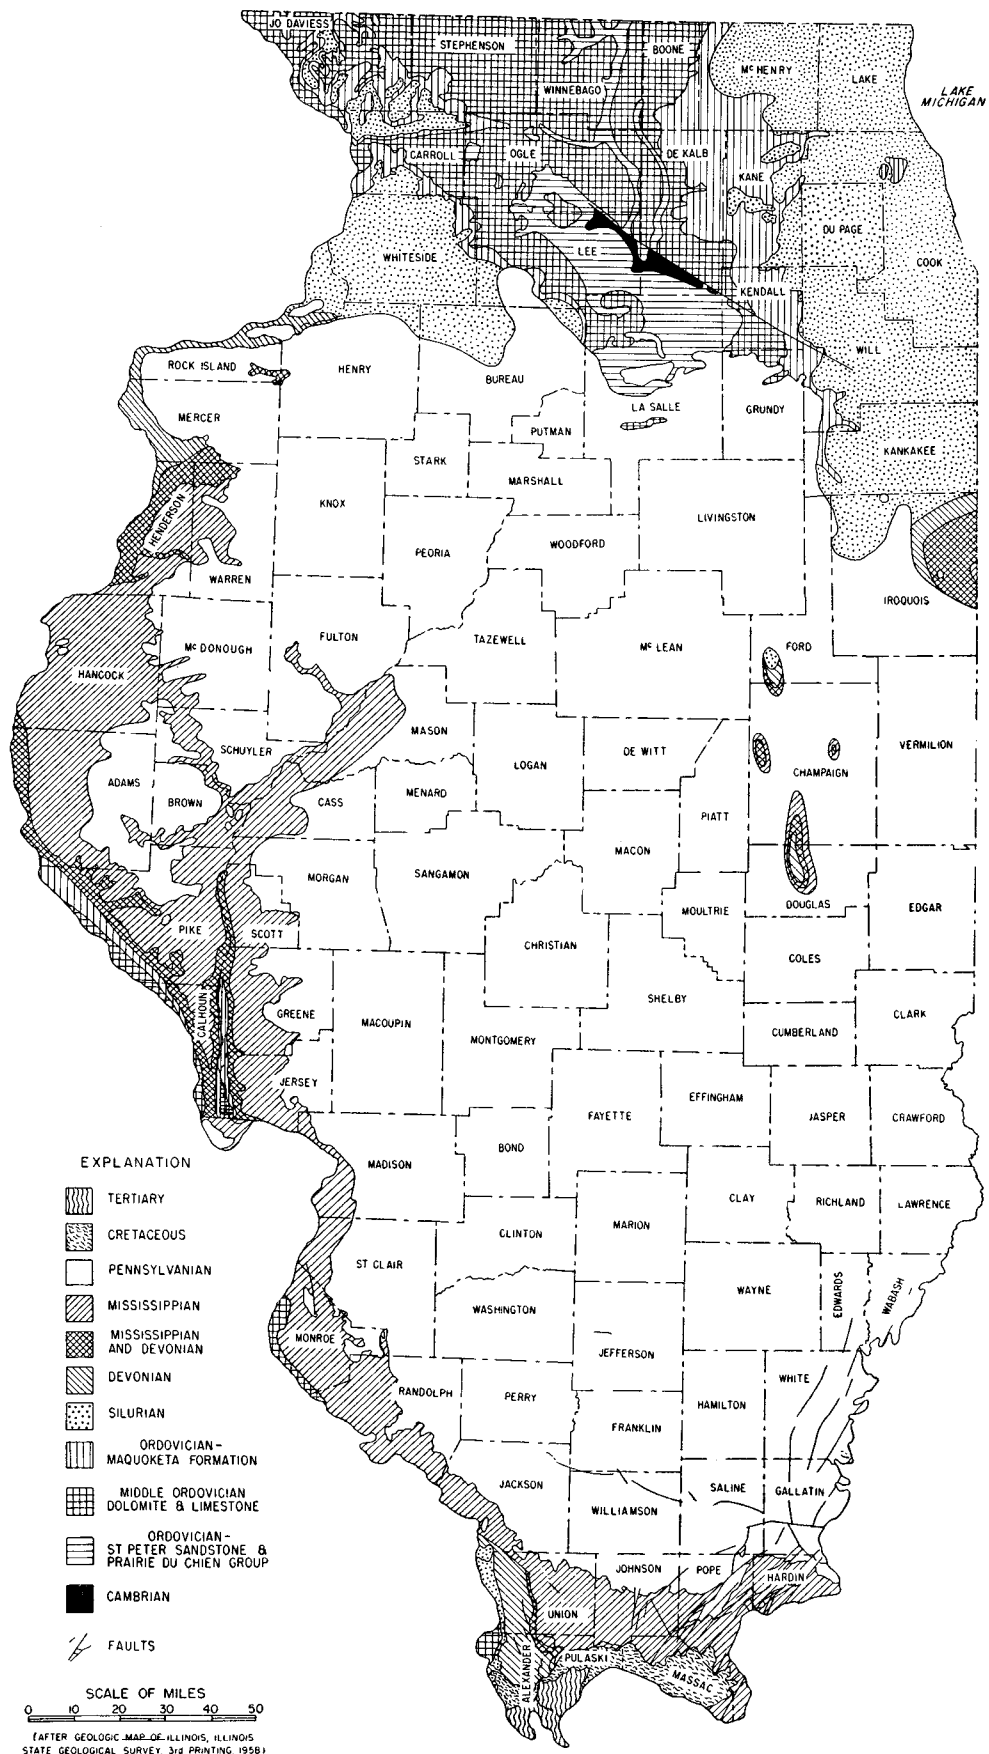 JO DAVIESS
STEPHENSON
BOONE
WINNEBAGO
McHENRY
LAKE
LAKE
MICHIGAN
CARROLL
OGLE
DE KALB
KANE
DU PAGE
COOK
WHITESIDE
LEE
KENDALL
WILL
ROCK ISLAND
HENRY
BUREAU
MERCER
PUTMAN
LA SALLE
GRUNDY
KANKAKEE
STARK
MARSHALL
KNOX
LIVINGSTON
HENDERSON
PEORIA
WOODFORD
WARREN
IROQUOIS
HANCOCK
McDONOUGH
FULTON
TAZEWELL
McLEAN
FORD
MASON
SCHUYLER
LOGAN
DE WITT
VERMILION
ADAMS
BROWN
CASS
MENARD
CHAMPAIGN
PIATT
MORGAN
SANGAMON
MACON
PIKE
SCOTT
CHRISTIAN
MOULTRIE
DOUGLAS
EDGAR
COLES
CALHOUN
GREENE
MACOUPIN
MONTGOMERY
SHELBY
CUMBERLAND
CLARK
JERSEY
FAYETTE
EFFINGHAM
JASPER
CRAWFORD
MADISON
BOND
CLAY
RICHLAND
LAWRENCE
CLINTON
MARION
ST CLAIR
WAYNE
EDWARDS
WABASH
WASHINGTON
MONROE
JEFFERSON
RANDOLPH
PERRY
WHITE
HAMILTON
FRANKLIN
JACKSON
WILLIAMSON
SALINE
GALLATIN
JOHNSON
POPE
HARDIN
UNION
ALEXANDER
PULASKI
MASSAC
EXPLANATION
TERTIARY
CRETACEOUS
PENNSYLVANIAN
MISSISSIPPIAN
MISSISSIPPIAN
AND DEVONIAN
DEVONIAN
SILURIAN
ORDOVICIAN-
MAQUOKETA FORMATION
MIDDLE ORDOVICIAN
DOLOMITE & LIMESTONE
ORDOVICIAN-
ST PETER SANDSTONE &
PRAIRIE DU CHIEN GROUP
CAMBRIAN
FAULTS
SCALE OF MILES
0 10 20 30 40 50
(AFTER GEOLOGIC MAP OF ILLINOIS, ILLINOIS
STATE GEOLOGICAL SURVEY, 3rd PRINTING, 1958)